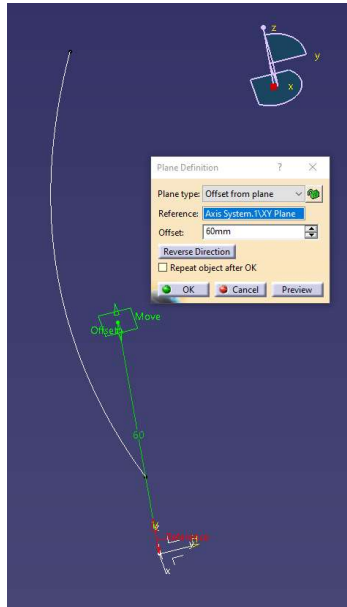 z
y
x
Plane Definition ? ×
Plane type: Offset from plane
Reference: Axis System.1\XY Plane
Offset: 60mm
Reverse Direction
Repeat object after OK
OK Cancel Preview
Move
Offset
60
x